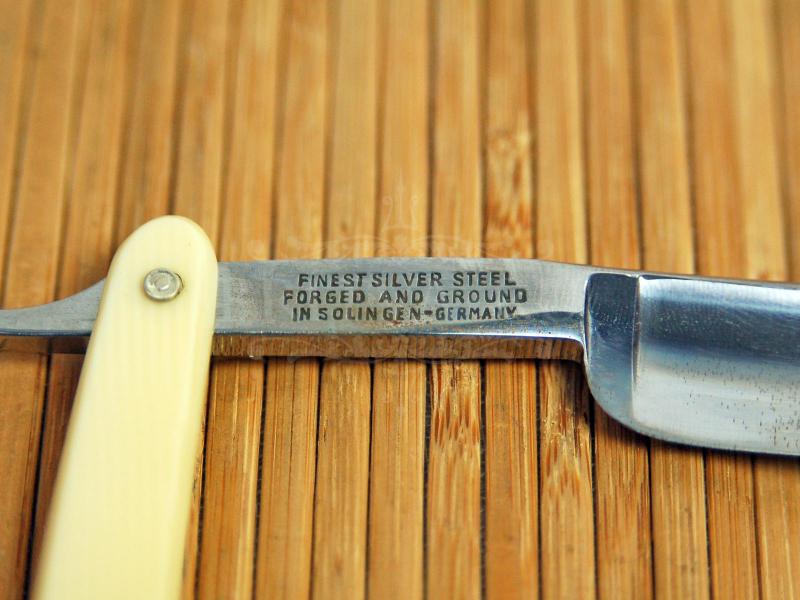 FINEST SILVER STEEL
FORGED AND GROUND
IN SOLINGEN-GERMANY